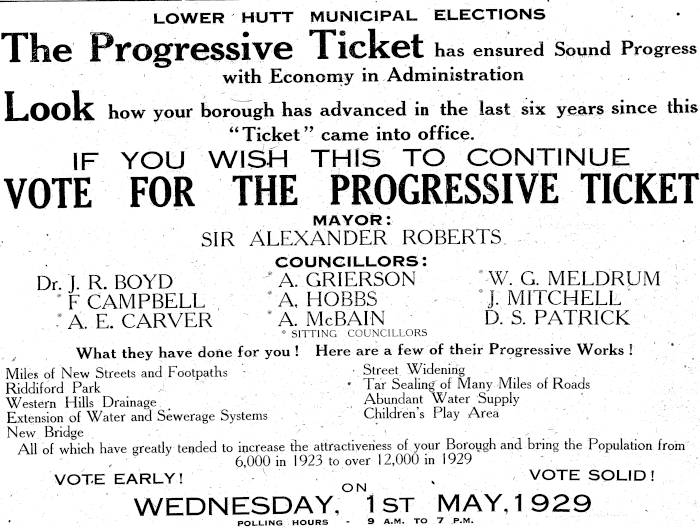 LOWER HUTT MUNICIPAL ELECTIONS
The Progressive Ticket has ensured Sound Progress
with Economy in Administration
Look how your borough has advanced in the last six years since this
“Ticket” came into office.
IF YOU WISH THIS TO CONTINUE
VOTE FOR THE PROGRESSIVE TICKET
MAYOR:
SIR ALEXANDER ROBERTS
COUNCILLORS:
Dr. J. R. BOYD
* F CAMPBELL
* A. E. CARVER
* A. GRIERSON
* A. HOBBS
* A. McBAIN
* W. G. MELDRUM
* J. MITCHELL
D. S. PATRICK
* SITTING COUNCILLORS
What they have done for you! Here are a few of their Progressive Works!
Miles of New Streets and Footpaths
Riddiford Park
Western Hills Drainage
Extension of Water and Sewerage Systems
New Bridge
Street Widening
Tar Sealing of Many Miles of Roads
Abundant Water Supply
Children's Play Area
All of which have greatly tended to increase the attractiveness of your Borough and bring the Population from
6,000 in 1923 to over 12,000 in 1929
VOTE EARLY!
VOTE SOLID!
ON
WEDNESDAY, 1ST MAY, 1929
POLLING HOURS - 9 A.M. TO 7 P.M.